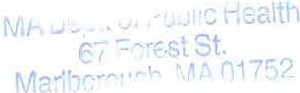 MA Dept. of Public Health
67 Forest St.
Marlborough, MA 01752